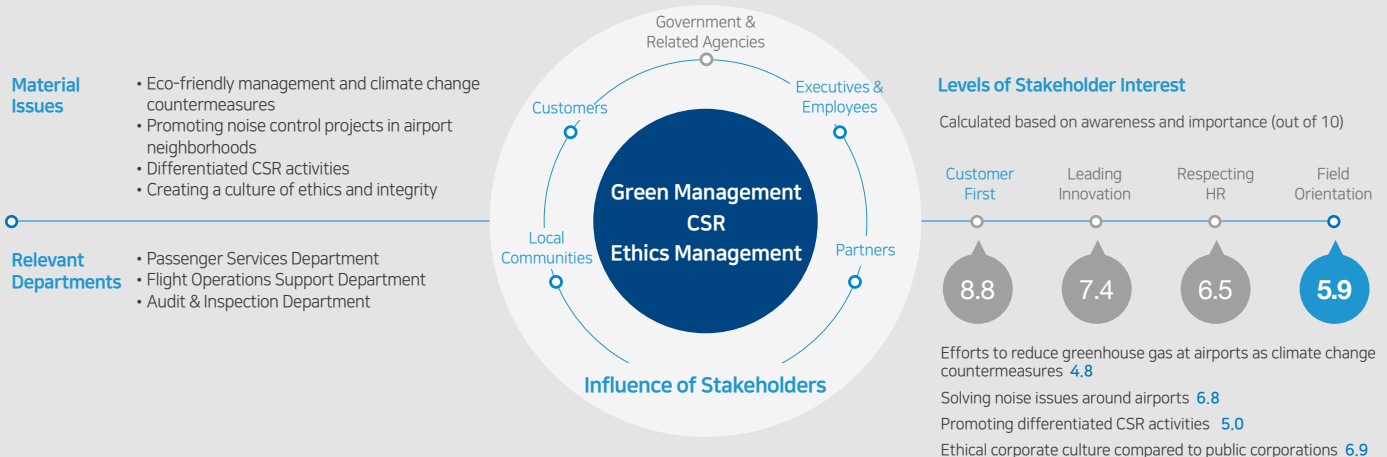 Material
Issues
• Eco-friendly management and climate change
countermeasures
• Promoting noise control projects in airport
neighborhoods
• Differentiated CSR activities
• Creating a culture of ethics and integrity
Relevant
Departments
• Passenger Services Department
• Flight Operations Support Department
• Audit & Inspection Department
Government &
Related Agencies
Customers
Executives &
Employees
Green Management
CSR
Ethics Management
Local
Communities
Partners
Influence of Stakeholders
Levels of Stakeholder Interest
Calculated based on awareness and importance (out of 10)
Customer
First
Leading
Innovation
Respecting
HR
Field
Orientation
8.8
7.4
6.5
5.9
Efforts to reduce greenhouse gas at airports as climate change
countermeasures 4.8
Solving noise issues around airports 6.8
Promoting differentiated CSR activities 5.0
Ethical corporate culture compared to public corporations 6.9